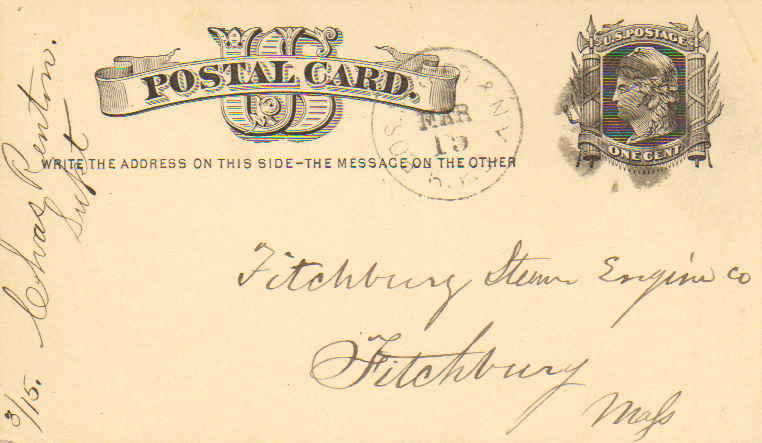 POSTAL CARD.
U.S. POSTAGE
ONE CENT
MAR
15
WRITE THE ADDRESS ON THIS SIDE-THE MESSAGE ON THE OTHER
Fitchburg Steam Engine co
Fitchburg
Mass
3/15. Chas Renton.
Supt